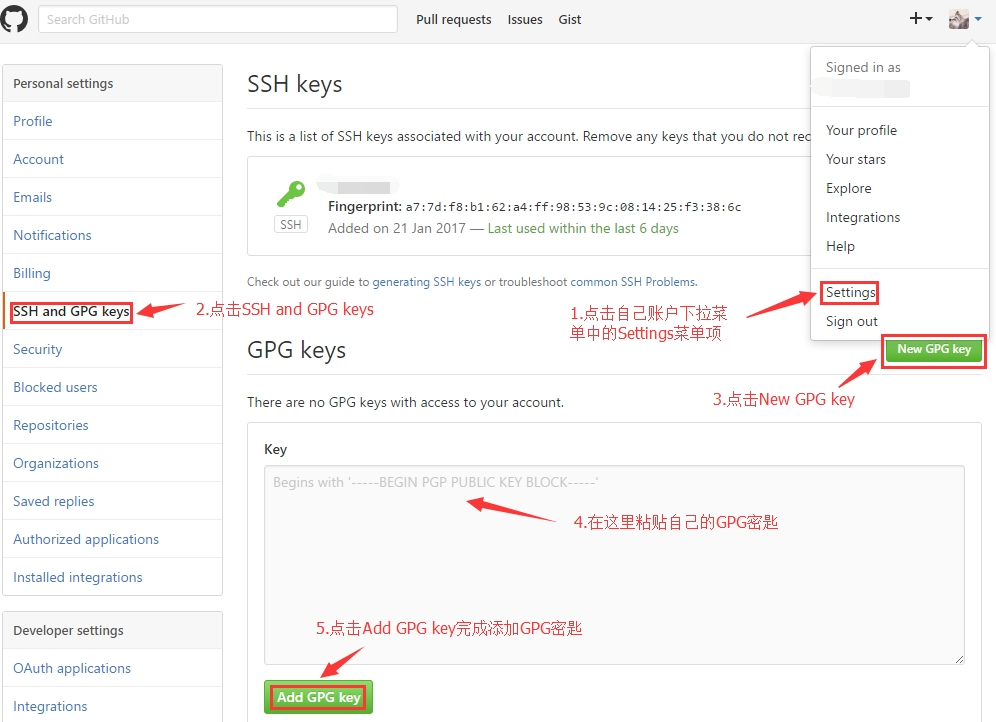 Search GitHub
Pull requests
Issues
Gist
Signed in as
Your profile
Your stars
Explore
Integrations
Help
Settings
Sign out
Personal settings
Profile
Account
Emails
Notifications
Billing
SSH and GPG keys
Security
Blocked users
Repositories
Organizations
Saved replies
Authorized applications
Installed integrations
Developer settings
OAuth applications
Integrations
SSH keys
This is a list of SSH keys associated with your account. Remove any keys that you do not
SSH
Fingerprint: a7:7d:f8:b1:62:a4:ff:98:53:9c:08:14:25:f3:38:6c
Added on 21 Jan 2017 — Last used within the last 6 days
Check out our guide to generating SSH keys or troubleshoot common SSH Problems.
2.点击SSH and GPG keys
1.点击自己账户下拉菜
单中的Settings菜单项
GPG keys
New GPG key
3.点击New GPG key
There are no GPG keys with access to your account.
Key
Begins with '-----BEGIN PGP PUBLIC KEY BLOCK-----'
4.在这里粘贴自己的GPG密匙
5.点击Add GPG key完成添加GPG密匙
Add GPG key